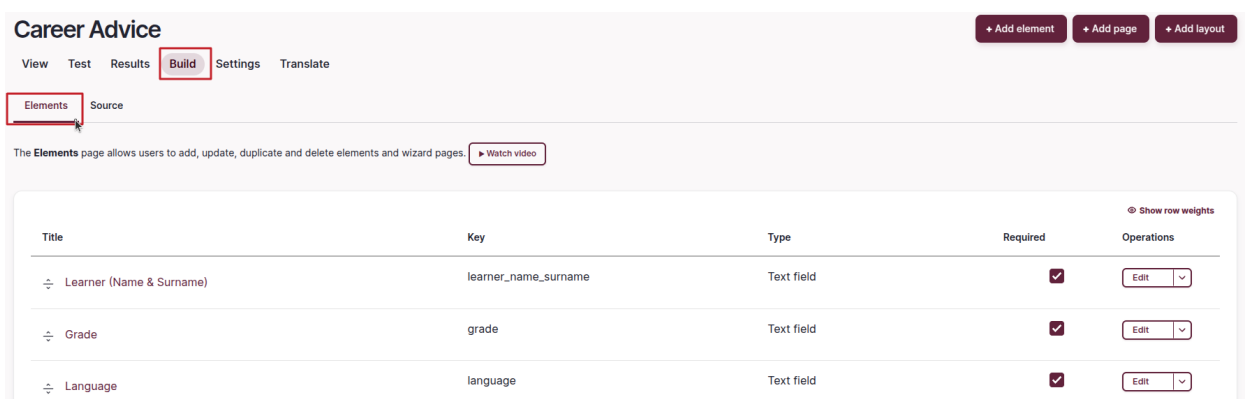 Career Advice
+ Add element + Add page + Add layout
View Test Results Build Settings Translate
Elements Source
The Elements page allows users to add, update, duplicate and delete elements and wizard pages. Watch video
Show row weights
Title Key Type Required Operations
Learner (Name & Surname) learner_name_surname Text field Edit
Grade grade Text field Edit
Language language Text field Edit